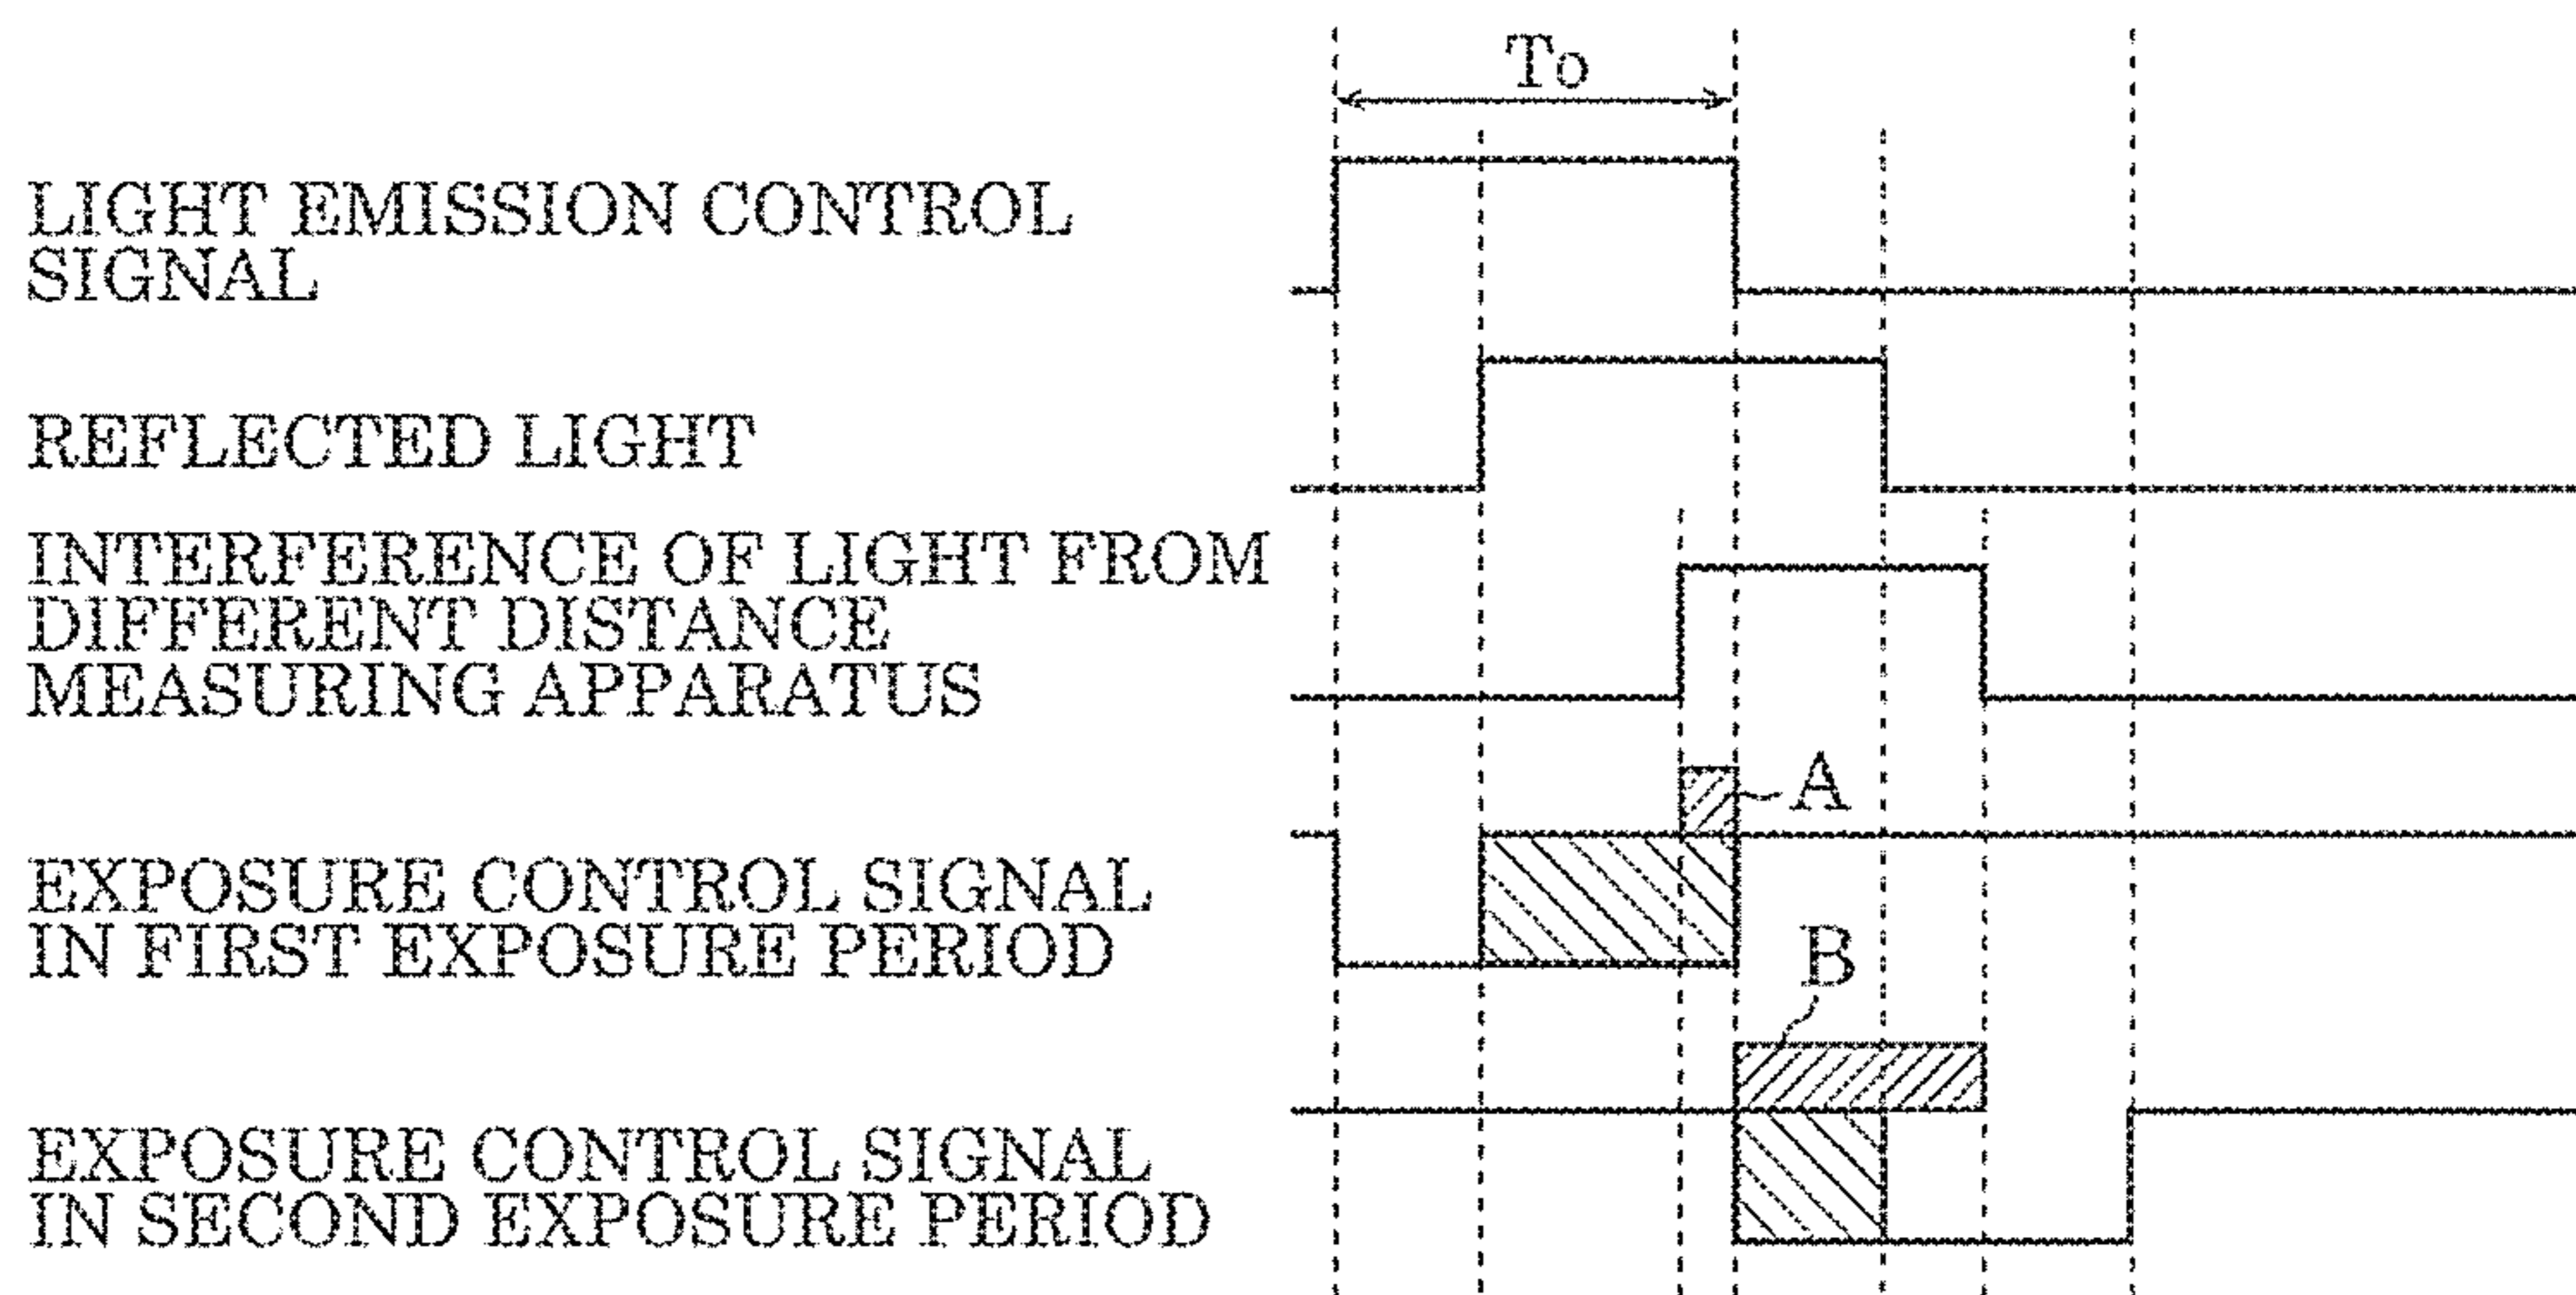 To
LIGHT EMISSION CONTROL
SIGNAL
REFLECTED LIGHT
INTERFERENCE OF LIGHT FROM
DIFFERENT DISTANCE
MEASURING APPARATUS
A
EXPOSURE CONTROL SIGNAL
IN FIRST EXPOSURE PERIOD
B
EXPOSURE CONTROL SIGNAL
IN SECOND EXPOSURE PERIOD